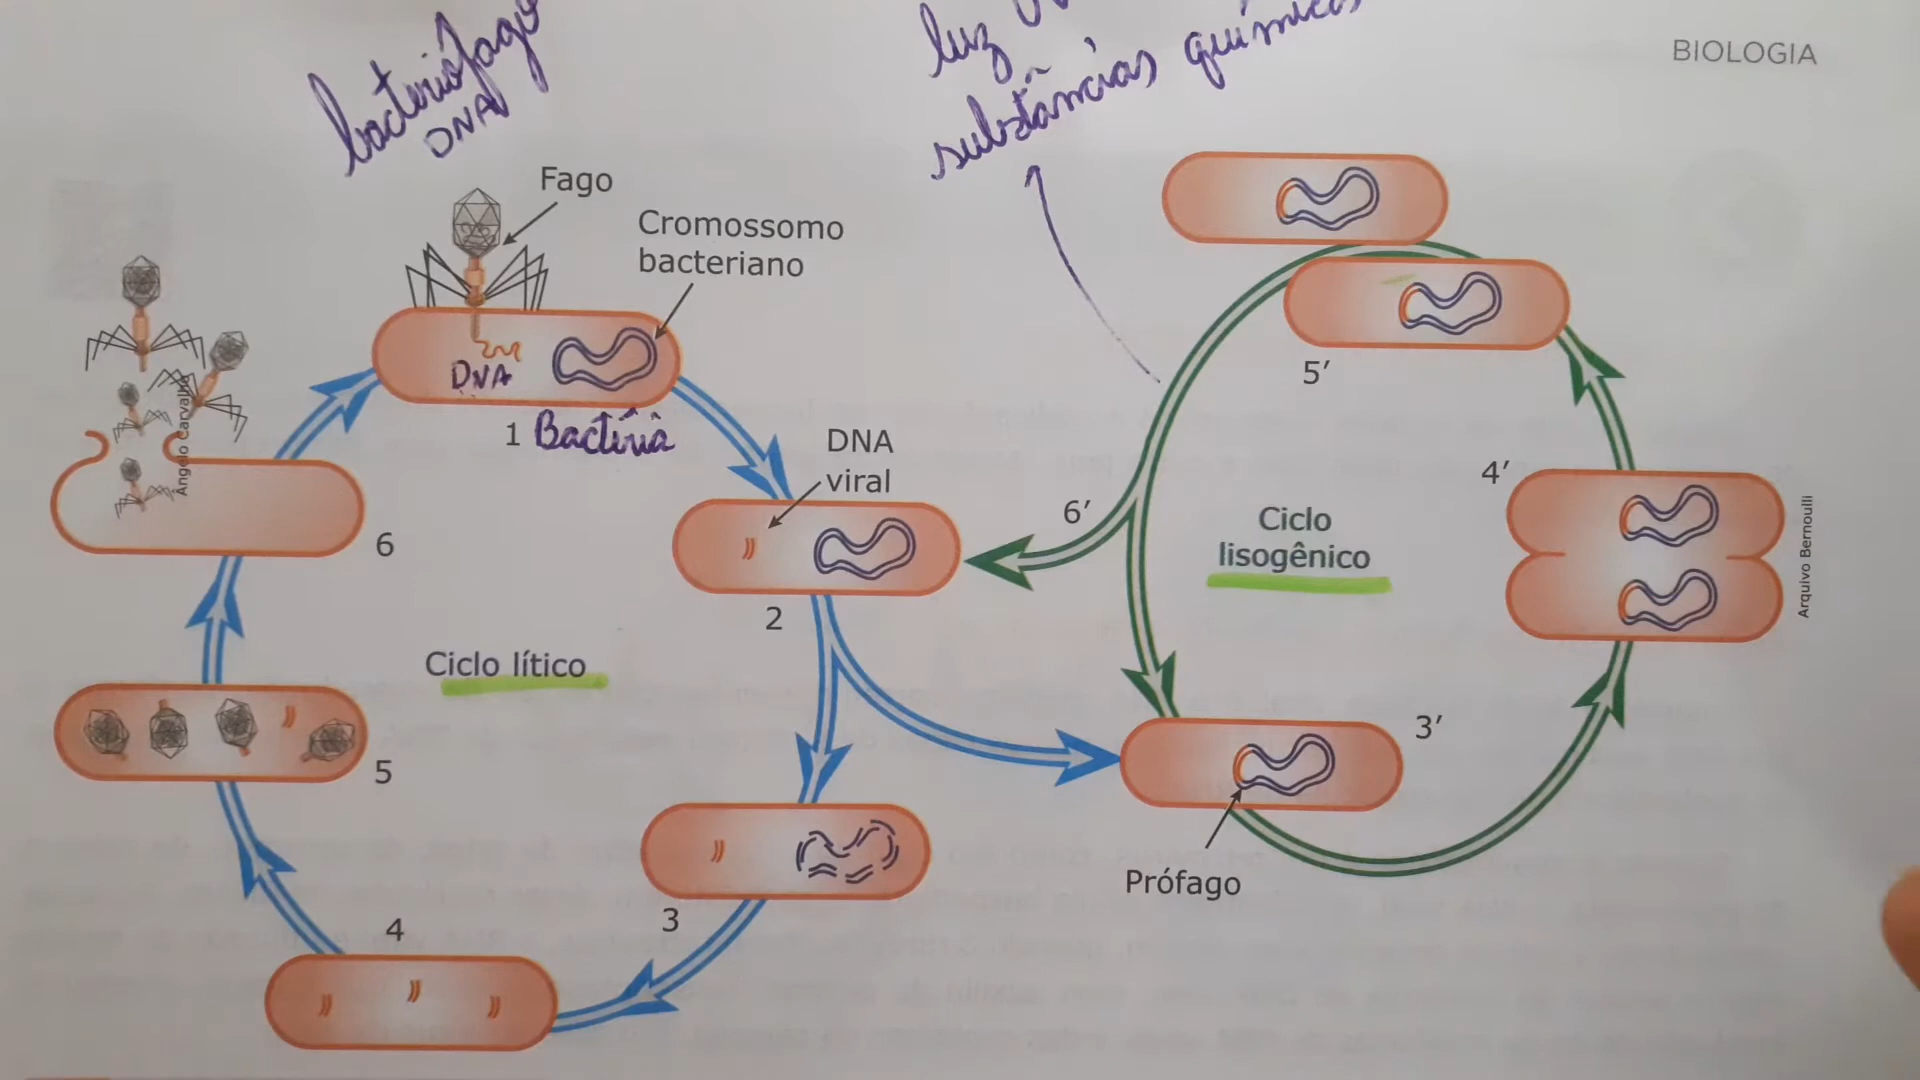 bacteriófago
DNA
luz
substâncias químicas
BIOLOGIA
Fago
Cromossomo
bacteriano
DNA
1 Bactéria
DNA
viral
2
Ângelo Carvalho
6
Ciclo lítico
5
4
3
5’
4’
6’
Ciclo
lisogênico
3’
Prófago
Arquivo Bernoulli